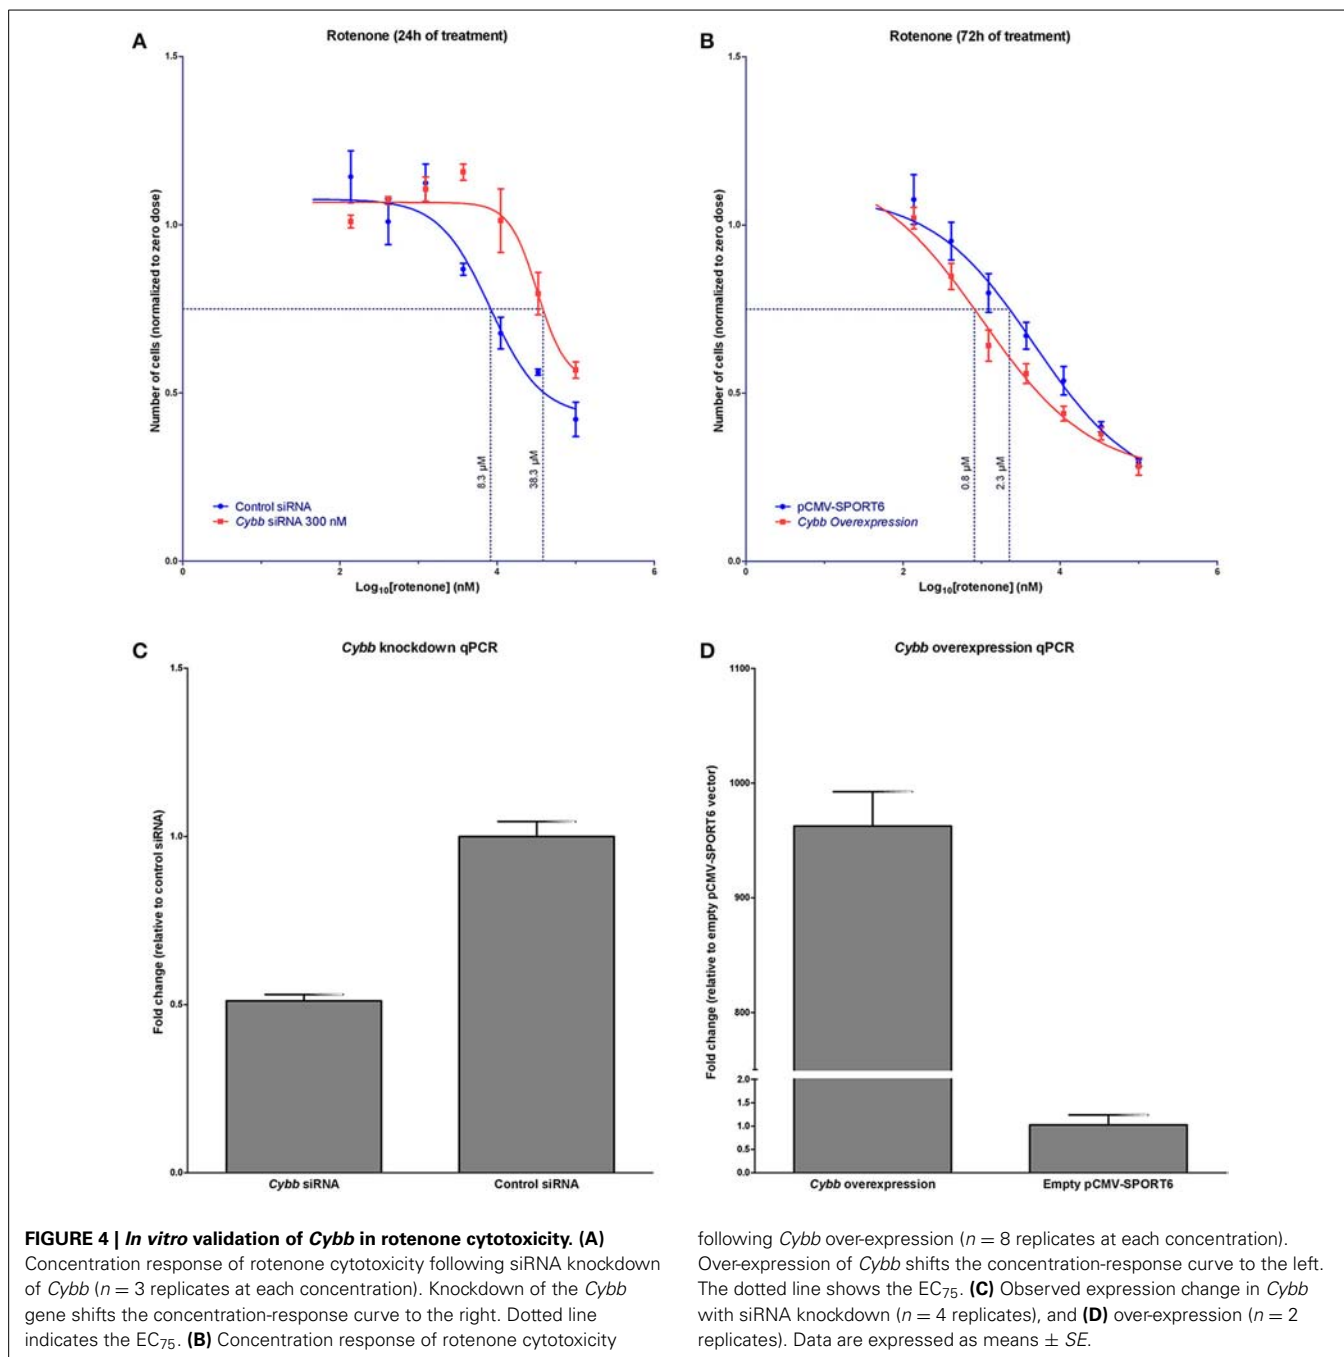 A
Rotenone (24h of treatment)
Number of cells (normalized to zero dose)
1.5
1.0
0.5
0.0
8.3 µM
38.3 µM
Control siRNA
Cybb siRNA 300 nM
0
2
4
6
Log10[rotenone] (nM)
B
Rotenone (72h of treatment)
Number of cells (normalized to zero dose)
1.5
1.0
0.5
0.0
0.8 µM
2.3 µM
pCMV-SPORT6
Cybb Overexpression
0
2
4
6
Log10[rotenone] (nM)
C
Cybb knockdown qPCR
Fold change (relative to control siRNA)
1.5
1.0
0.5
0.0
Cybb siRNA
Control siRNA
D
Cybb overexpression qPCR
Fold change (relative to empty pCMV-SPORT6 vector)
1100
1000
900
800
2.0
1.5
1.0
0.5
0.0
Cybb overexpression
Empty pCMV-SPORT6
FIGURE 4 | In vitro validation of Cybb in rotenone cytotoxicity. (A)
Concentration response of rotenone cytotoxicity following siRNA knockdown
of Cybb (n = 3 replicates at each concentration). Knockdown of the Cybb
gene shifts the concentration-response curve to the right. Dotted line
indicates the EC75. (B) Concentration response of rotenone cytotoxicity
following Cybb over-expression (n = 8 replicates at each concentration).
Over-expression of Cybb shifts the concentration-response curve to the left.
The dotted line shows the EC75. (C) Observed expression change in Cybb
with siRNA knockdown (n = 4 replicates), and (D) over-expression (n = 2
replicates). Data are expressed as means ± SE.